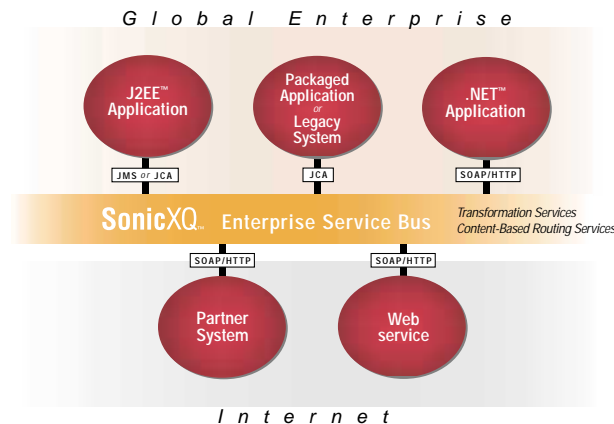 Global Enterprise
J2EE™
Application
Packaged
Application
or
Legacy
System
.NET™
Application
JMS or JCA
JCA
SOAP/HTTP
SonicXQ™ Enterprise Service Bus
Transformation Services
Content-Based Routing Services
SOAP/HTTP
SOAP/HTTP
Partner
System
Web
service
Internet